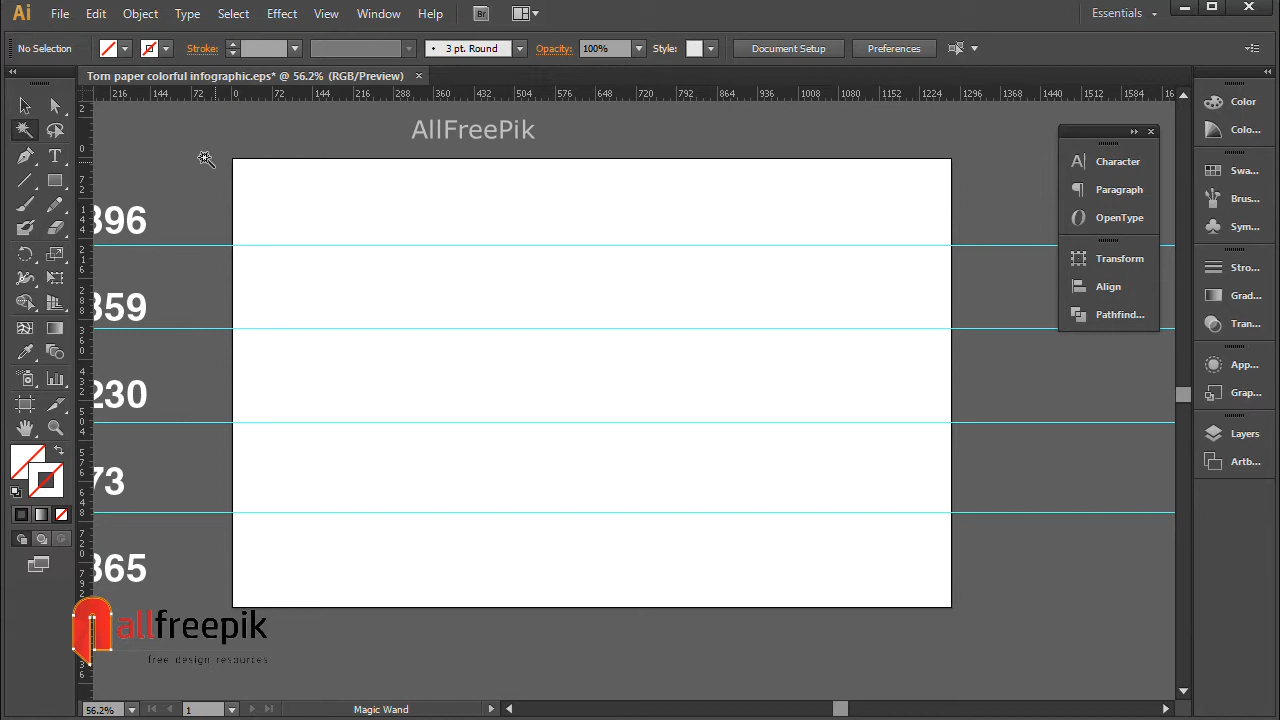 Ai File Edit Object Type Select Effect View Window Help Br Essentials
No Selection Stroke: 3 pt. Round Opacity: 100% Style: Document Setup Preferences
Torn paper colorful infographic.eps* @ 56.2% (RGB/Preview)
216 144 72 0 72 144 216 288 360 432 504 576 648 720 792 864 936 1008 1080 1152 1224 1296 1368 1440 1512 1584
AllFreePik
Character
Paragraph
OpenType
Transform
Align
Pathfind...
Color
Colo...
Swa...
Brus...
Sym...
Stro...
Grad...
Tran...
App...
Grap...
Layers
Artb...
396
359
230
73
365
allfreepik
free design resources
56.2% 1 Magic Wand